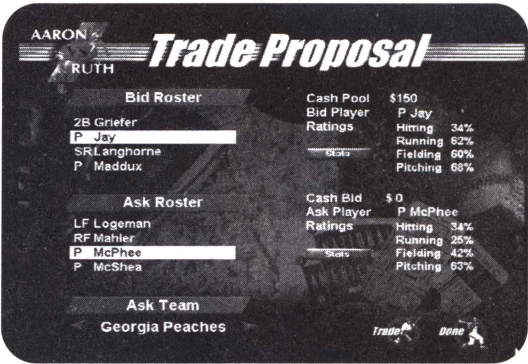 AARON
VS
RUTH
Trade Proposal
Bid Roster
2B Griefer
P Jay
SR Langhorne
P Maddux
Cash Pool $150
Bid Player P Jay
Ratings Hitting 34%
Running 62%
Fielding 60%
Pitching 68%
Stats
Ask Roster
LF Logeman
RF Mahler
P McPhee
P McShea
Cash Bid $0
Ask Player P McPhee
Ratings Hitting 34%
Running 25%
Fielding 42%
Pitching 63%
Stats
Ask Team
Georgia Peaches
Trade
Done